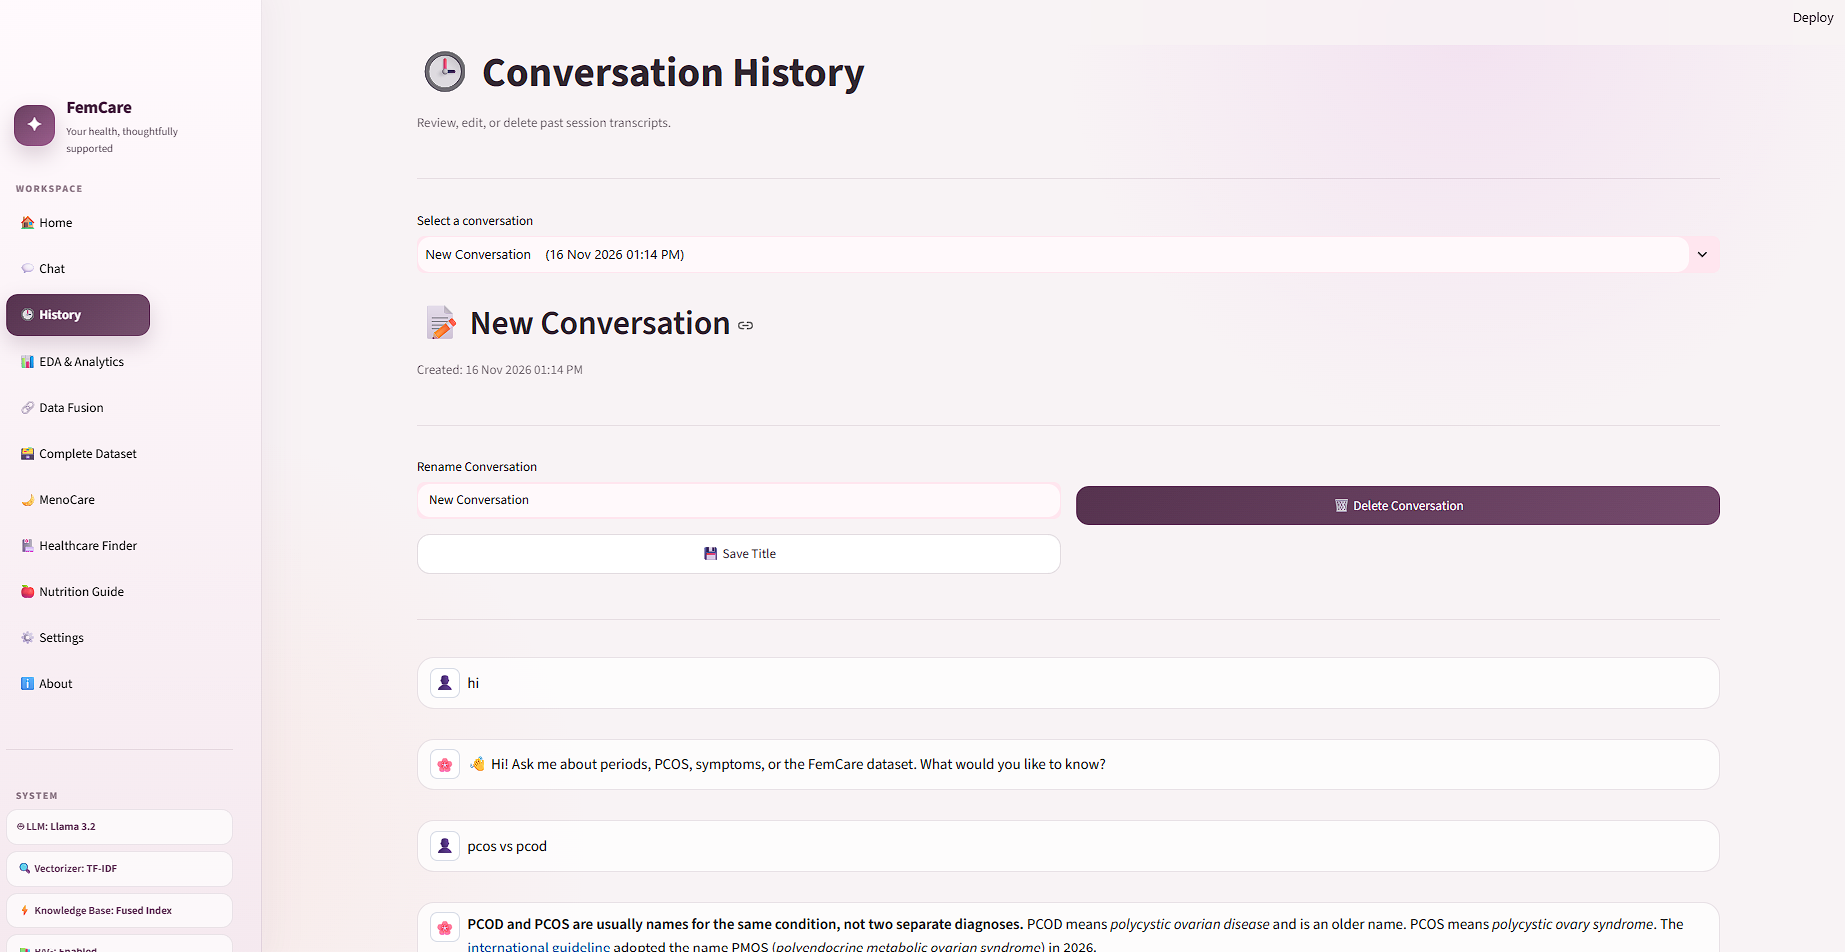 Deploy
FemCare
Your health, thoughtfully
supported
WORKSPACE
Home
Chat
History
EDA & Analytics
Data Fusion
Complete Dataset
MenoCare
Healthcare Finder
Nutrition Guide
Settings
About
SYSTEM
LLM: Llama 3.2
Vectorizer: TF-IDF
Knowledge Base: Fused Index
Enabled
Conversation History
Review, edit, or delete past session transcripts.
Select a conversation
New Conversation (16 Nov 2026 01:14 PM)
New Conversation
Created: 16 Nov 2026 01:14 PM
Rename Conversation
New Conversation
Delete Conversation
Save Title
hi
Hi! Ask me about periods, PCOS, symptoms, or the FemCare dataset. What would you like to know?
pcos vs pcod
PCOD and PCOS are usually names for the same condition, not two separate diagnoses. PCOD means polycystic ovarian disease and is an older name. PCOS means polycystic ovary syndrome. The
international guideline adopted the name PMOS (polyendocrine metabolic ovarian syndrome) in 2026.